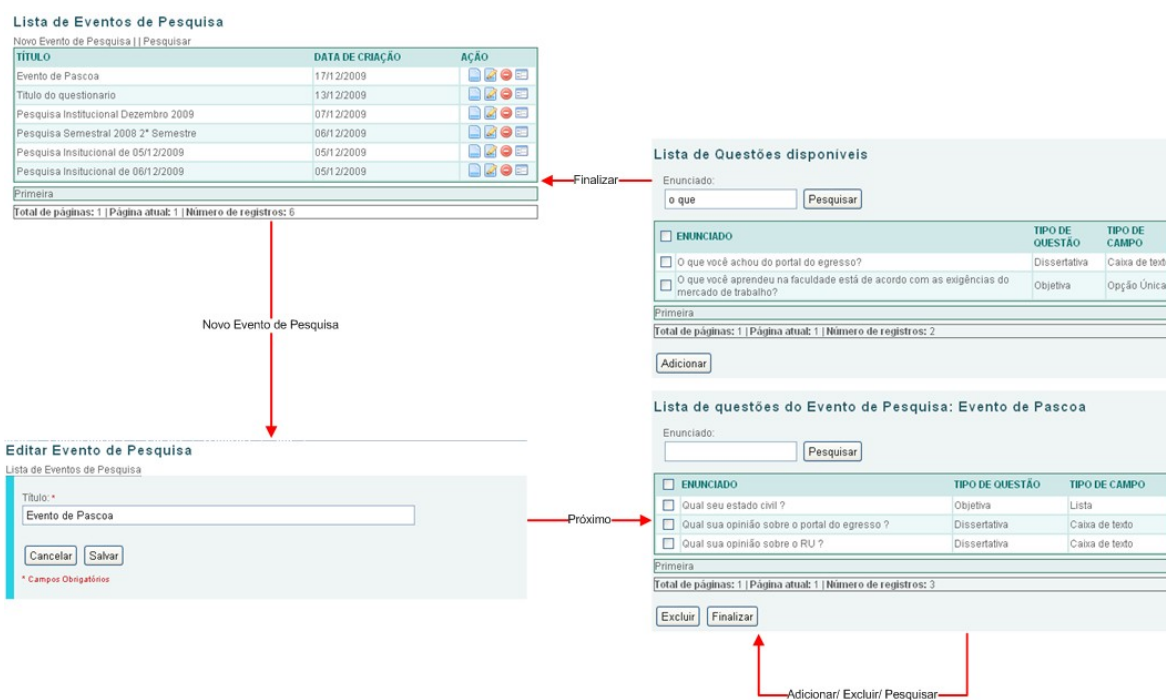 Lista de Eventos de Pesquisa
Novo Evento de Pesquisa | | Pesquisar
TÍTULO DATA DE CRIAÇÃO AÇÃO
Evento de Pascoa 17/12/2009
Titulo do questionario 13/12/2009
Pesquisa Institucional Dezembro 2009 07/12/2009
Pesquisa Semestral 2008 2° Semestre 06/12/2009
Pesquisa Insitucional de 05/12/2009 05/12/2009
Pesquisa Insitucional de 06/12/2009 05/12/2009
Primeira
Total de páginas: 1 | Página atual: 1 | Número de registros: 6
Novo Evento de Pesquisa
Editar Evento de Pesquisa
Lista de Eventos de Pesquisa
Título: *
Evento de Pascoa
Cancelar Salvar
* Campos Obrigatórios
Próximo
Finalizar
Lista de Questões disponíveis
Enunciado:
o que Pesquisar
ENUNCIADO TIPO DE QUESTÃO TIPO DE CAMPO
O que você achou do portal do egresso? Dissertativa Caixa de texto
O que você aprendeu na faculdade está de acordo com as exigências do
mercado de trabalho? Objetiva Opção Única
Primeira
Total de páginas: 1 | Página atual: 1 | Número de registros: 2
Adicionar
Lista de questões do Evento de Pesquisa: Evento de Pascoa
Enunciado:
Pesquisar
ENUNCIADO TIPO DE QUESTÃO TIPO DE CAMPO
Qual seu estado civil ? Objetiva Lista
Qual sua opinião sobre o portal do egresso ? Dissertativa Caixa de texto
Qual sua opinião sobre o RU ? Dissertativa Caixa de texto
Primeira
Total de páginas: 1 | Página atual: 1 | Número de registros: 3
Excluir Finalizar
Adicionar/ Excluir/ Pesquisar